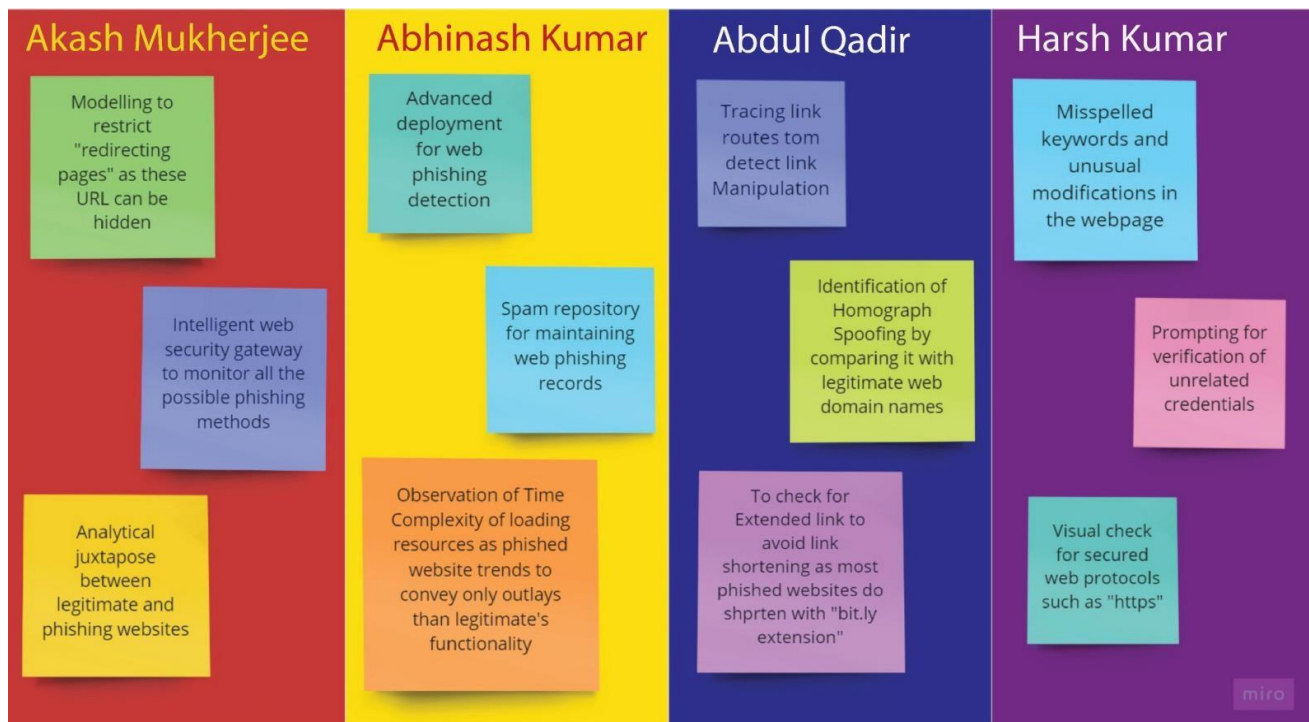 Akash Mukherjee
Modelling to
restrict
"redirecting
pages" as these
URL can be
hidden
Intelligent web
security gateway
to monitor all the
possible phishing
methods
Analytical
juxtapose
between
legitimate and
phishing websites
Abhinash Kumar
Advanced
deployment
for web
phishing
detection
Spam repository
for maintaining
web phishing
records
Observation of Time
Complexity of loading
resources as phished
website trends to
convey only outlays
than legitimate's
functionality
Abdul Qadir
Tracing link
routes tom
detect link
Manipulation
Identification of
Homograph
Spoofing by
comparing it with
legitimate web
domain names
To check for
Extended link to
avoid link
shortening as most
phished websites do
shprten with "bit.ly
extension"
Harsh Kumar
Misspelled
keywords and
unusual
modifications in
the webpage
Prompting for
verification of
unrelated
credentials
Visual check
for secured
web protocols
such as "https"
miro